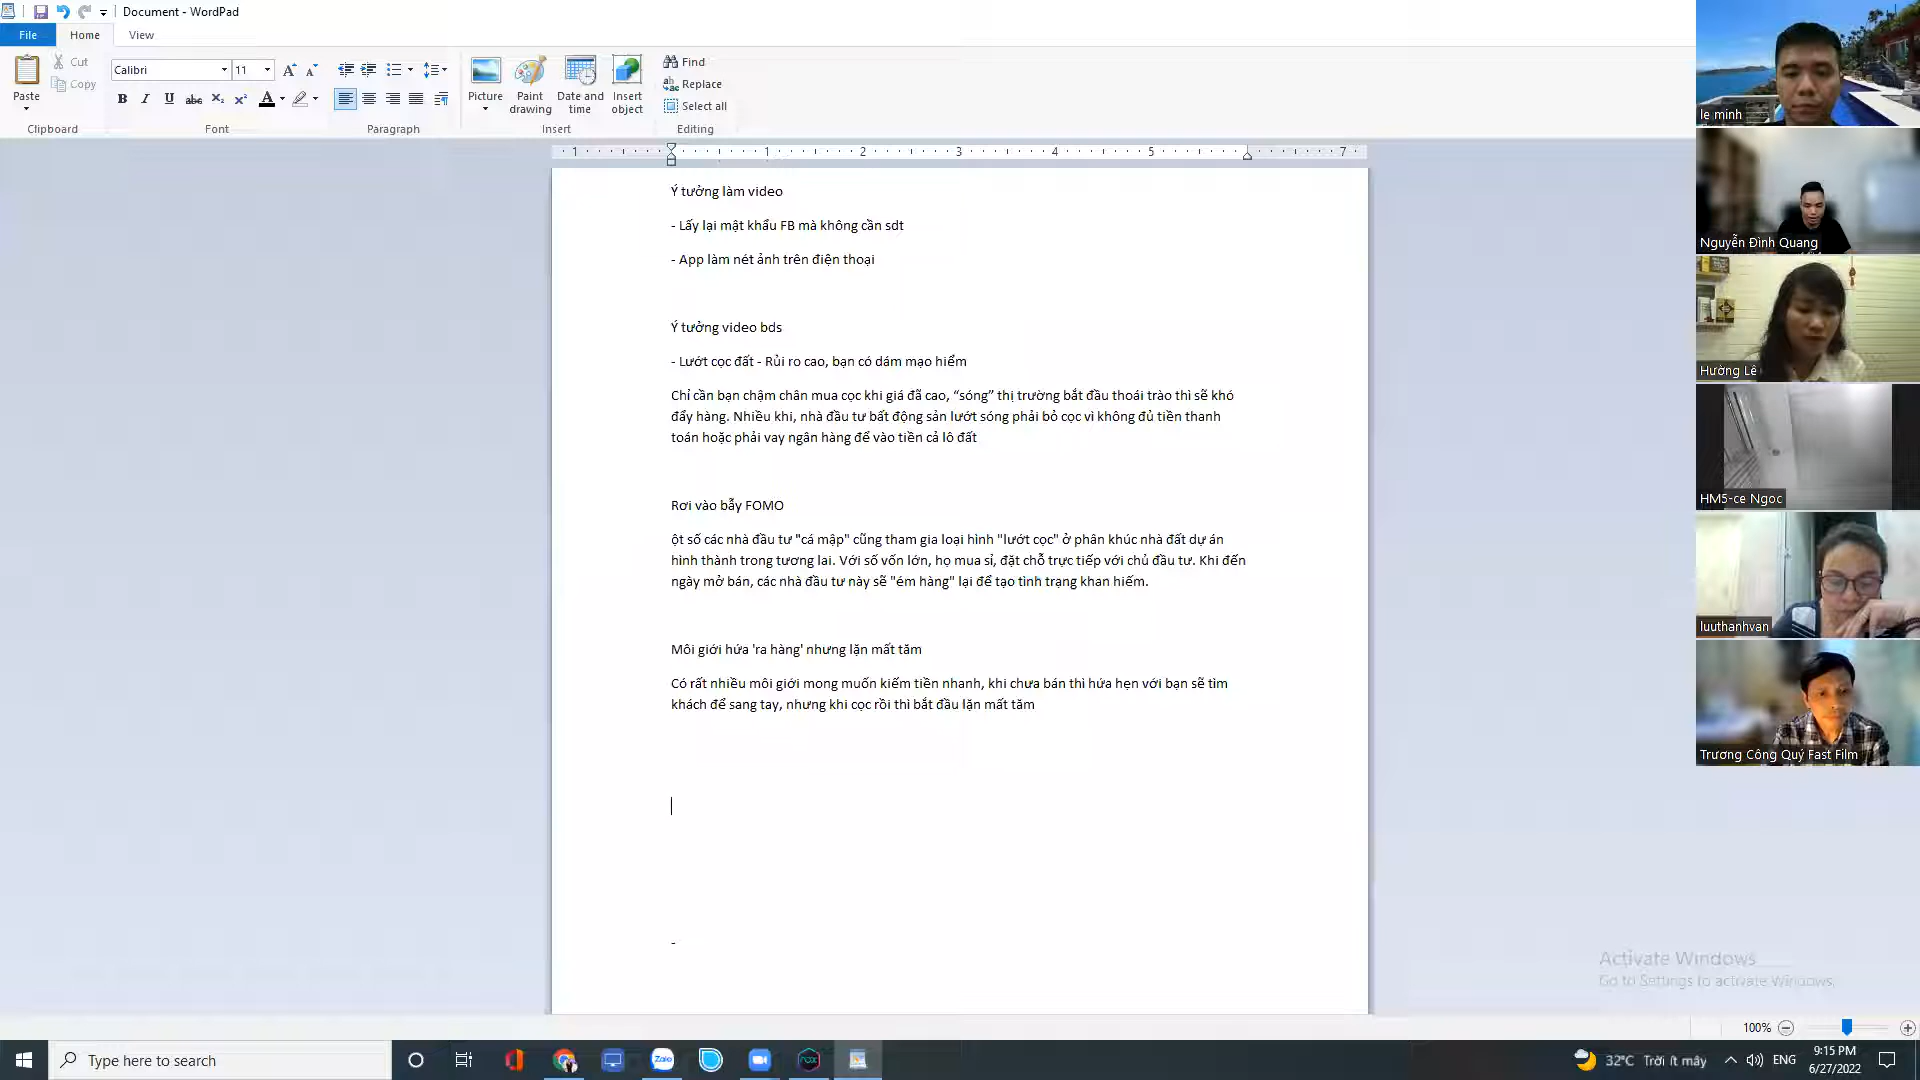 Document - WordPad
File Home View
Paste
Cut
Copy
Clipboard
Calibri 11
B I U abc X₂ X²
Font
Paragraph
Picture
Paint drawing
Date and time
Insert object
Insert
Find
Replace
Select all
Editing
1 1 2 3 4 5 7
Ý tưởng làm video
- Lấy lại mật khẩu FB mà không cần sdt
- App làm nét ảnh trên điện thoại
Ý tưởng video bds
- Lướt cọc đất - Rủi ro cao, bạn có dám mạo hiểm
Chỉ cần bạn chậm chân mua cọc khi giá đã cao, “sóng” thị trường bắt đầu thoái trào thì sẽ khó
đẩy hàng. Nhiều khi, nhà đầu tư bất động sản lướt sóng phải bỏ cọc vì không đủ tiền thanh
toán hoặc phải vay ngân hàng để vào tiền cả lô đất
Rơi vào bẫy FOMO
ột số các nhà đầu tư "cá mập" cũng tham gia loại hình "lướt cọc" ở phân khúc nhà đất dự án
hình thành trong tương lai. Với số vốn lớn, họ mua sỉ, đặt chỗ trực tiếp với chủ đầu tư. Khi đến
ngày mở bán, các nhà đầu tư này sẽ "ém hàng" lại để tạo tình trạng khan hiếm.
Môi giới hứa 'ra hàng' nhưng lặn mất tăm
Có rất nhiều môi giới mong muốn kiếm tiền nhanh, khi chưa bán thì hứa hẹn với bạn sẽ tìm
khách để sang tay, nhưng khi cọc rồi thì bắt đầu lặn mất tăm
-
le minh
Nguyễn Đình Quang
Hường Lê
HM5-ce Ngoc
luuthanhvan
Trương Công Quý Fast Film
Activate Windows
Go to Settings to activate Windows.
100%
Type here to search
Zalo
nox
32°C Trời ít mây
ENG
9:15 PM
6/27/2022